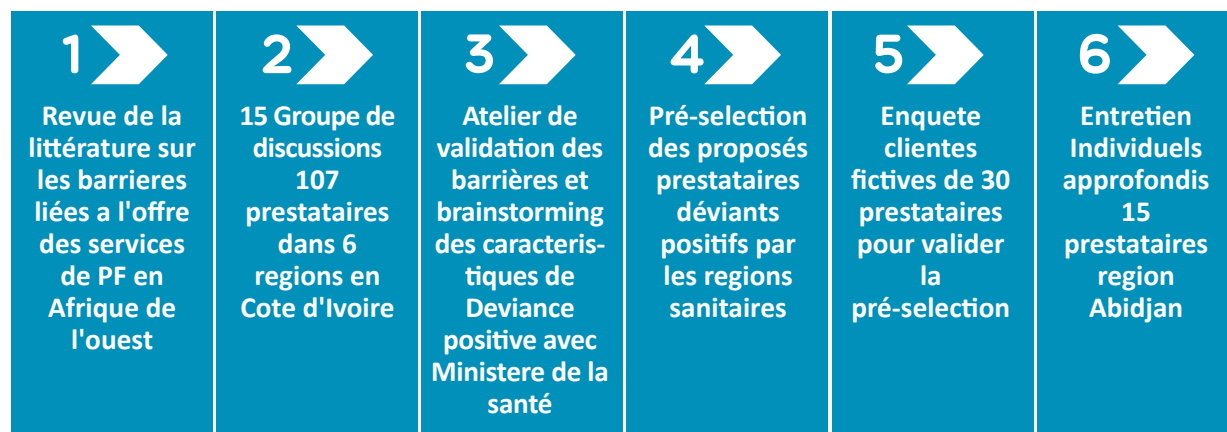 1
Revue de la
littérature sur
les barrieres
liées a l'offre
des services
de PF en
Afrique de
l'ouest
2
15 Groupe de
discussions
107
prestataires
dans 6
regions en
Cote d'Ivoire
3
Atelier de
validation des
barrières et
brainstorming
des caracteris-
tiques de
Deviance
positive avec
Ministere de la
santé
4
Pré-selection
des proposés
prestataires
déviants
positifs par
les regions
sanitaires
5
Enquete
clientes
fictives de 30
prestataires
pour valider
la
pré-selection
6
Entretien
Individuels
approfondis
15
prestataires
region
Abidjan